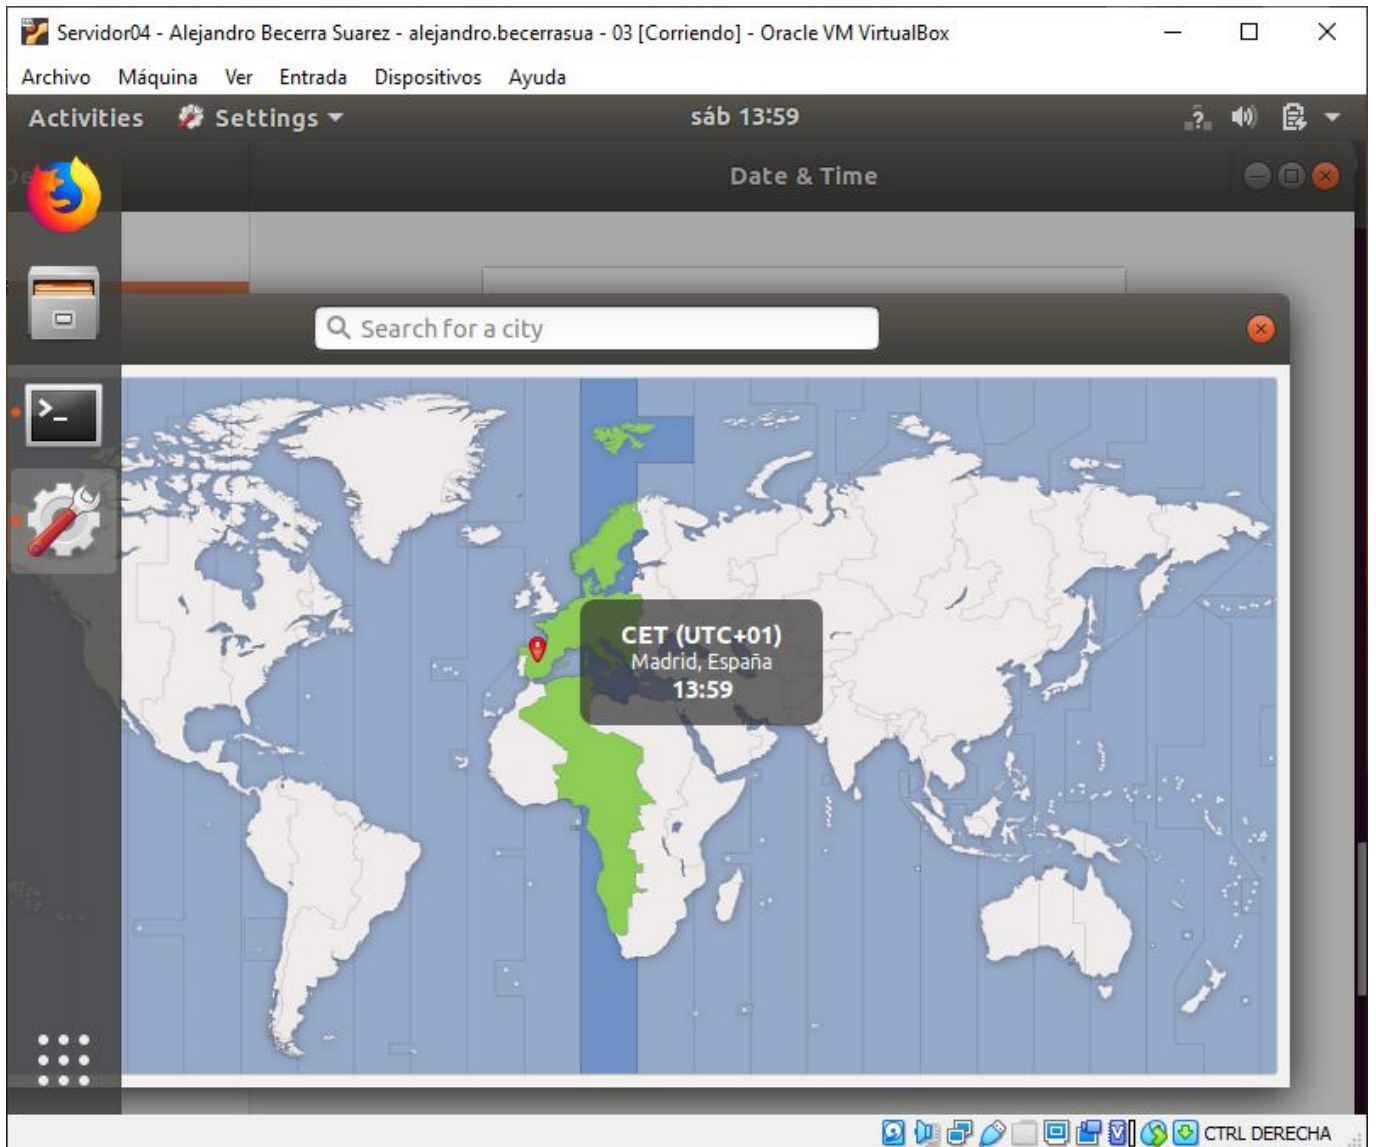 Servidor04 - Alejandro Becerra Suarez - alejandro.becerrasua - 03 [Corriendo] - Oracle VM VirtualBox
Archivo Máquina Ver Entrada Dispositivos Ayuda
Activities Settings sáb 13:59
Date & Time
Search for a city
CET (UTC+01)
Madrid, España
13:59
CTRL DERECHA